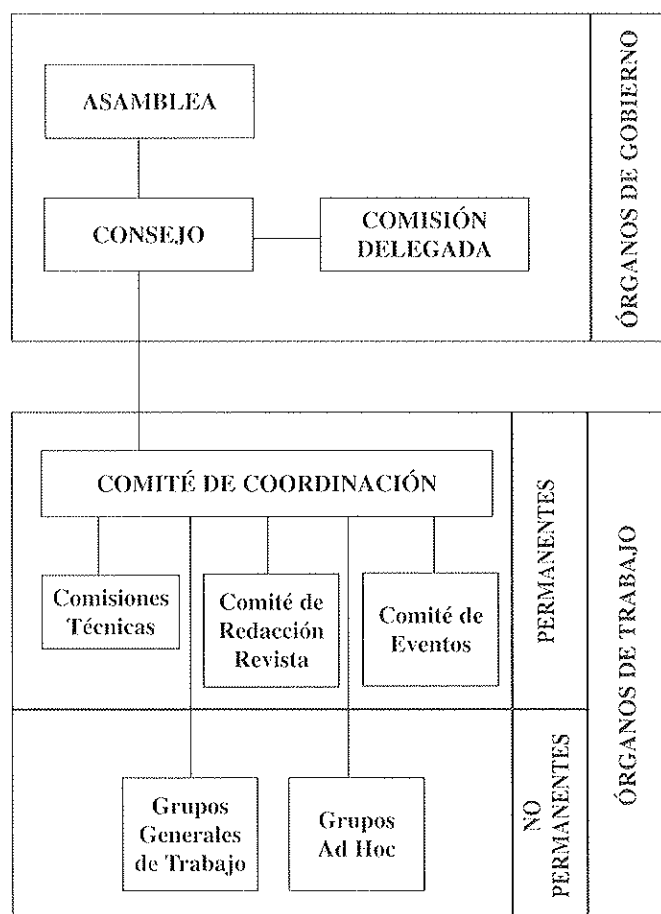 ASAMBLEA
CONSEJO
COMISIÓN
DELEGADA
ÓRGANOS DE GOBIERNO
COMITÉ DE COORDINACIÓN
Comisiones
Técnicas
Comité de
Redacción
Revista
Comité de
Eventos
PERMANENTES
Grupos
Generales
de Trabajo
Grupos
Ad Hoc
NO
PERMANENTES
ÓRGANOS DE TRABAJO